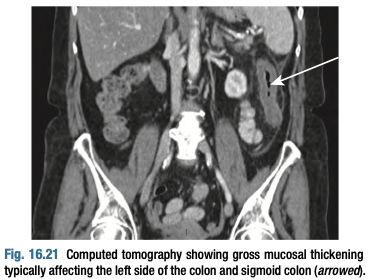 Fig. 16.21 Computed tomography showing gross mucosal thickening
typically affecting the left side of the colon and sigmoid colon (arrowed).